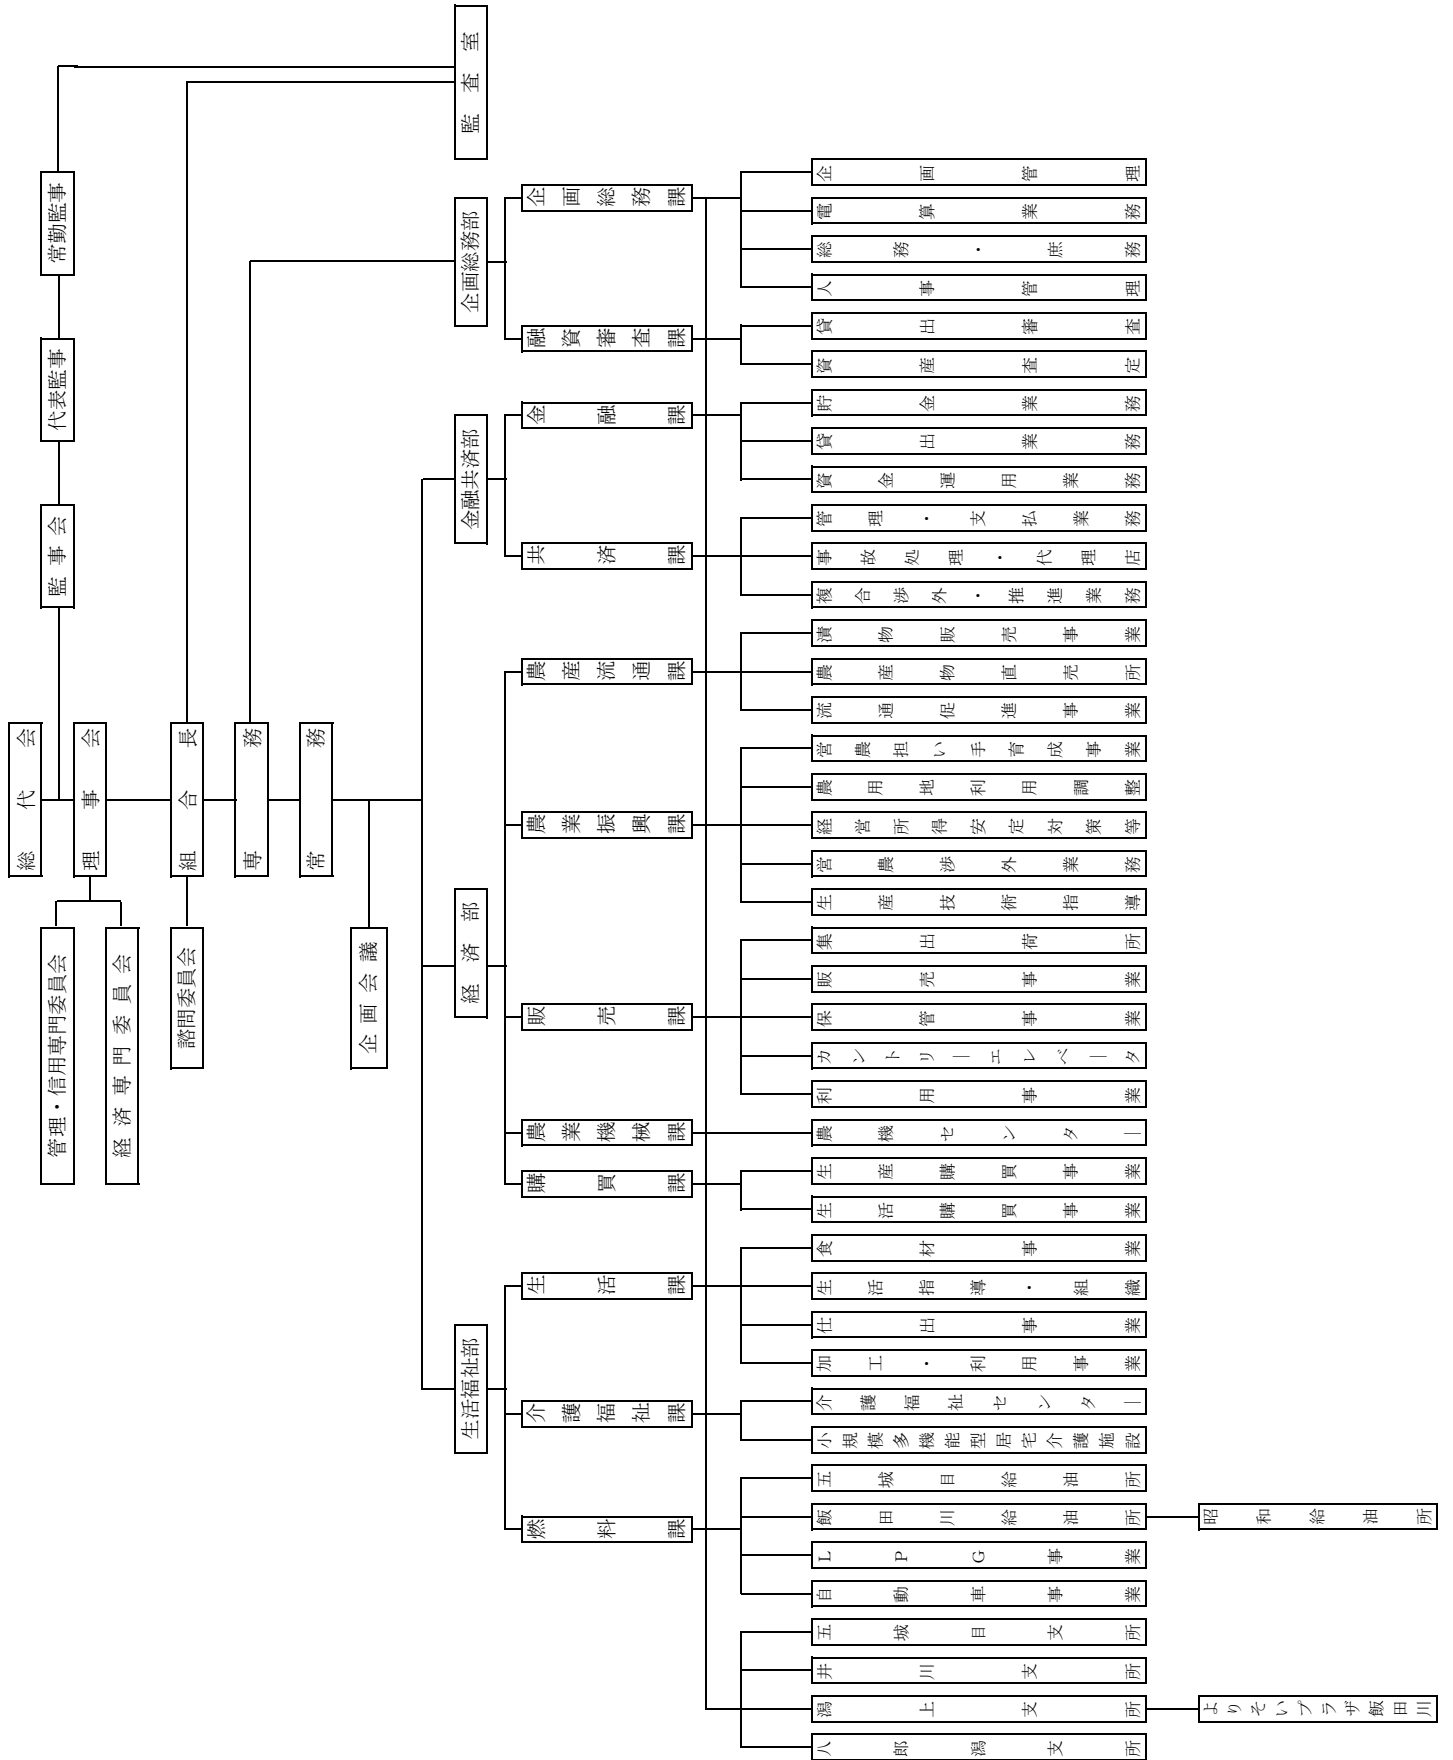 総代会
理事会
監事会
代表監事
常勤監事
管理・信用専門委員会
経済専門委員会
組合長
諮問委員会
専務
常務
企画会議
監査室
企画総務部
金融共済部
経済部
生活福祉部
企画総務課
融資審査課
金融課
共済課
農産流通課
農業振興課
販売課
農業機械課
購買課
生活課
介護福祉課
燃料課
企画管理
電算業務
総務・庶務
人事管理
貸出審査
資産査定
貯金業務
貸出業務
資金運用業務
管理・支払業務
事故処理・代理店
複合渉外・推進業務
漬物販売事業
農産物直売所
流通促進事業
営農担い手育成事業
農用地利用調整
経営所得安定対策等
営農渉外業務
生産技術指導
集出荷所
販売事業
保管事業
カントリーエレベータ
利用事業
農機センター
生産購買事業
生活購買事業
食材事業
生活指導・組織
仕出事業
加工・利用事業
介護福祉センター
小規模多機能型居宅介護施設
五城目給油所
飯田川給油所
昭和給油所
LPG事業
自動車事業
五城目支所
井川支所
潟上支所
よりそいプラザ飯田川
八郎潟支所